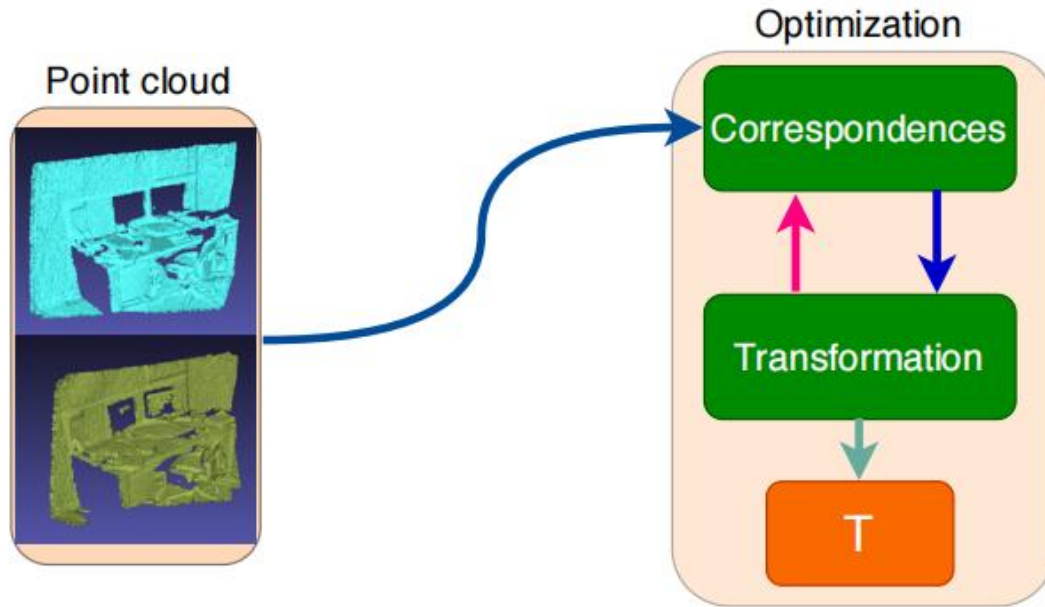 Point cloud
Optimization
Correspondences
Transformation
T